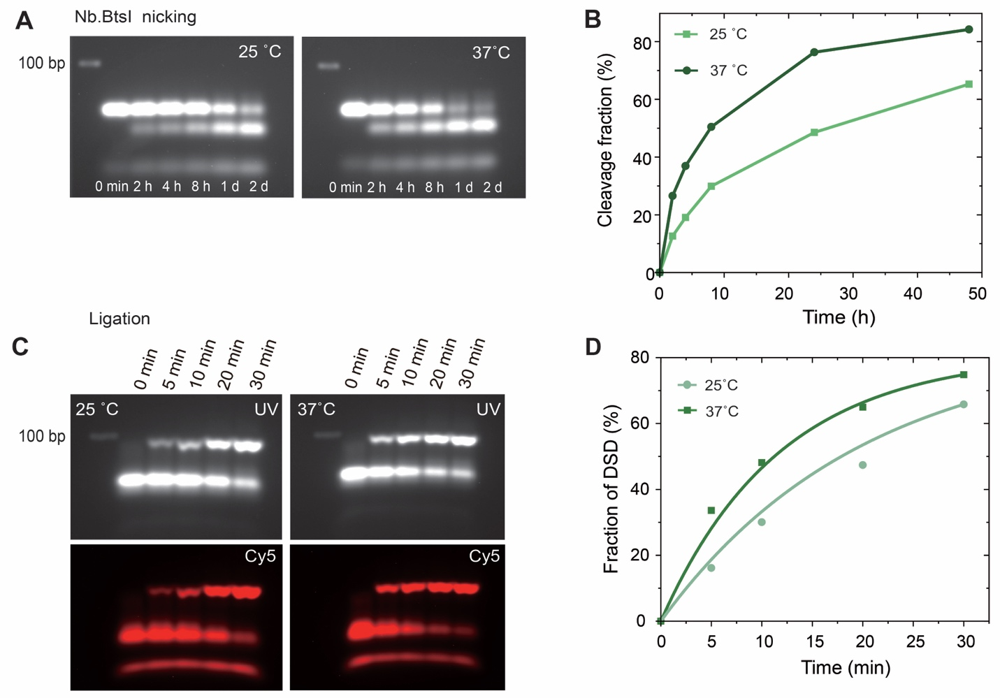 A
Nb.BtsI nicking
100 bp
25 °C
0 min 2 h 4 h 8 h 1 d 2 d
37°C
0 min 2 h 4 h 8 h 1 d 2 d
B
25 °C
37 °C
Cleavage fraction (%)
80
60
40
20
0
0 10 20 30 40 50
Time (h)
Ligation
C
0 min 5 min 10 min 20 min 30 min
0 min 5 min 10 min 20 min 30 min
100 bp
25 °C UV
37°C UV
Cy5
Cy5
D
25°C
37°C
Fraction of DSD (%)
80
60
40
20
0
0 5 10 15 20 25 30
Time (min)